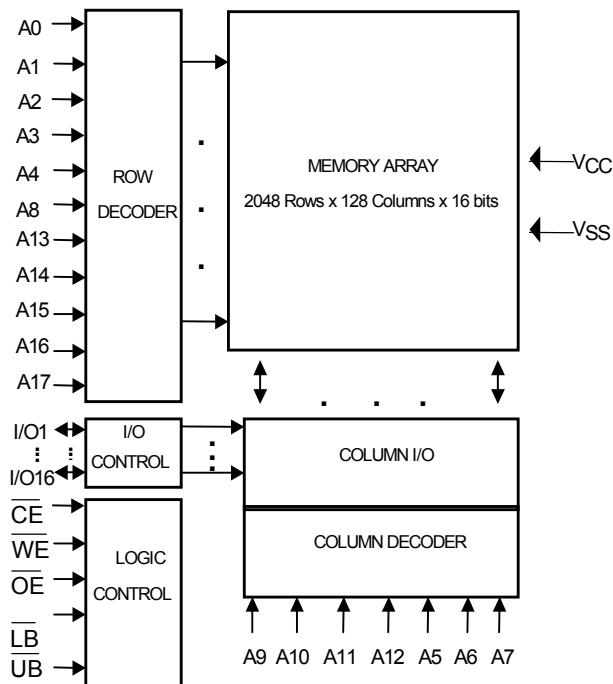 A0
A1
A2
A3
A4
A8
A13
A14
A15
A16
A17
ROW
DECODER
MEMORY ARRAY
2048 Rows x 128 Columns x 16 bits
VCC
VSS
I/O1
I/O16
I/O
CONTROL
COLUMN I/O
COLUMN DECODER
CE
WE
OE
LB
UB
LOGIC
CONTROL
A9 A10 A11 A12 A5 A6 A7